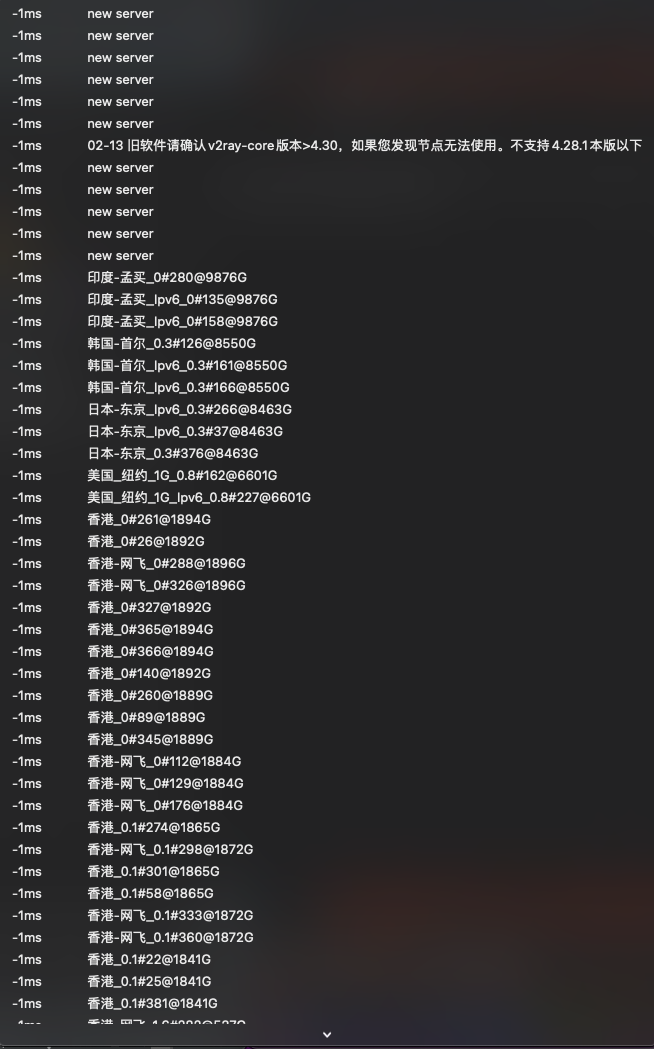 -1ms new server
-1ms new server
-1ms new server
-1ms new server
-1ms new server
-1ms new server
-1ms 02-13 旧软件请确认v2ray-core版本>4.30，如果您发现节点无法使用。不支持4.28.1本版以下
-1ms new server
-1ms new server
-1ms new server
-1ms new server
-1ms new server
-1ms 印度-孟买_0#280@9876G
-1ms 印度-孟买_Ipv6_0#135@9876G
-1ms 印度-孟买_Ipv6_0#158@9876G
-1ms 韩国-首尔_0.3#126@8550G
-1ms 韩国-首尔_Ipv6_0.3#161@8550G
-1ms 韩国-首尔_Ipv6_0.3#166@8550G
-1ms 日本-东京_Ipv6_0.3#266@8463G
-1ms 日本-东京_Ipv6_0.3#37@8463G
-1ms 日本-东京_0.3#376@8463G
-1ms 美国_纽约_1G_0.8#162@6601G
-1ms 美国_纽约_1G_Ipv6_0.8#227@6601G
-1ms 香港_0#261@1894G
-1ms 香港_0#26@1892G
-1ms 香港-网飞_0#288@1896G
-1ms 香港-网飞_0#326@1896G
-1ms 香港_0#327@1892G
-1ms 香港_0#365@1894G
-1ms 香港_0#366@1894G
-1ms 香港_0#140@1892G
-1ms 香港_0#260@1889G
-1ms 香港_0#89@1889G
-1ms 香港_0#345@1889G
-1ms 香港-网飞_0#112@1884G
-1ms 香港-网飞_0#129@1884G
-1ms 香港-网飞_0#176@1884G
-1ms 香港_0.1#274@1865G
-1ms 香港-网飞_0.1#298@1872G
-1ms 香港_0.1#301@1865G
-1ms 香港_0.1#58@1865G
-1ms 香港-网飞_0.1#333@1872G
-1ms 香港-网飞_0.1#360@1872G
-1ms 香港_0.1#22@1841G
-1ms 香港_0.1#25@1841G
-1ms 香港_0.1#381@1841G